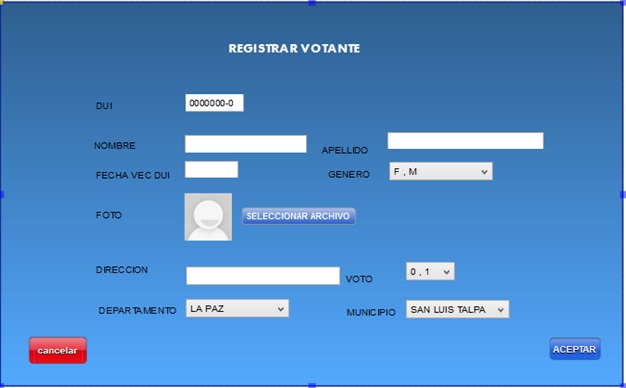 REGISTRAR VOTANTE
DUI 0000000-0
NOMBRE APELLIDO
FECHA VEC DUI GENERO F , M
FOTO SELECCIONAR ARCHIVO
DIRECCION VOTO 0 , 1
DEPARTAMENTO LA PAZ MUNICIPIO SAN LUIS TALPA
cancelar ACEPTAR